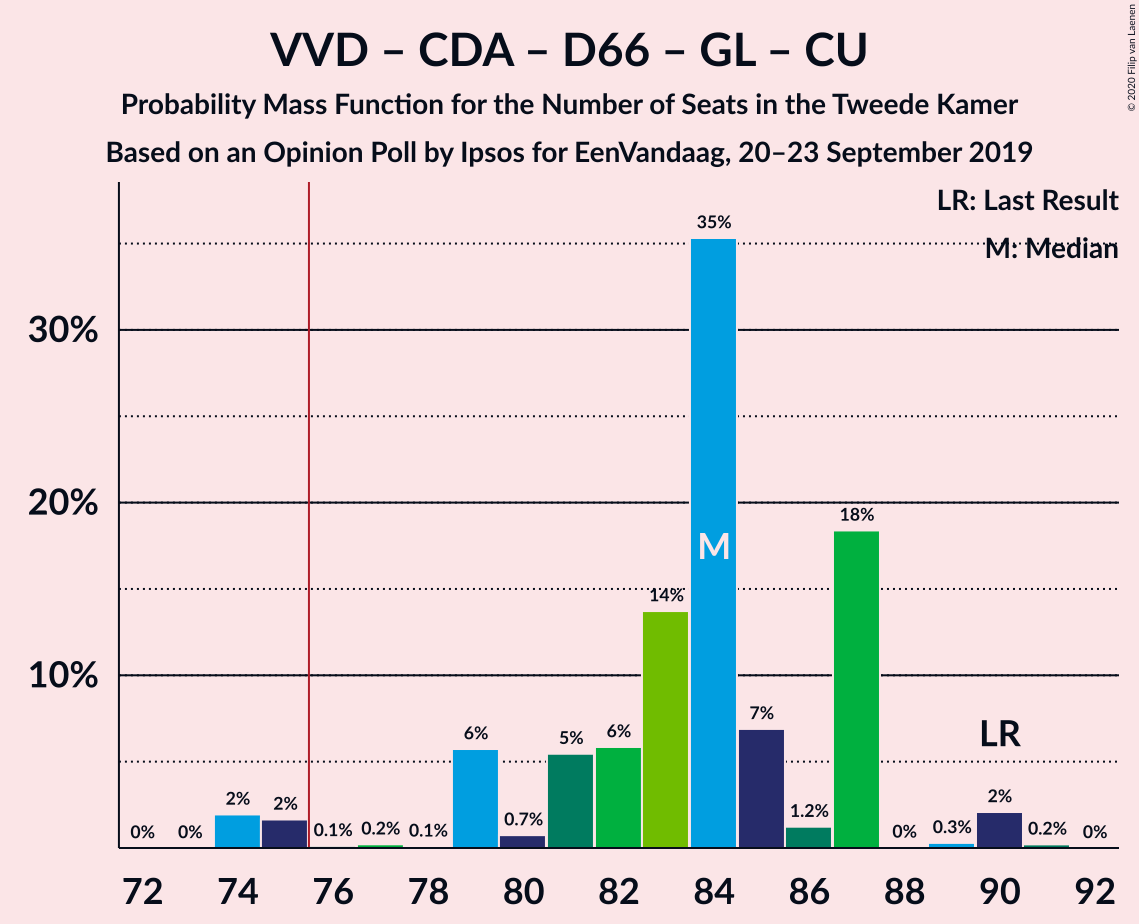 VVD – CDA – D66 – GL – CU
Probability Mass Function for the Number of Seats in the Tweede Kamer
Based on an Opinion Poll by Ipsos for EenVandaag, 20–23 September 2019
© 2020 Filip van Laenen
LR: Last Result
M: Median
30%
20%
10%
0%
0%
2%
2%
0.1%
0.2%
0.1%
6%
0.7%
5%
6%
14%
35%
7%
1.2%
18%
0%
0.3%
2%
0.2%
0%
M
LR
72 74 76 78 80 82 84 86 88 90 92